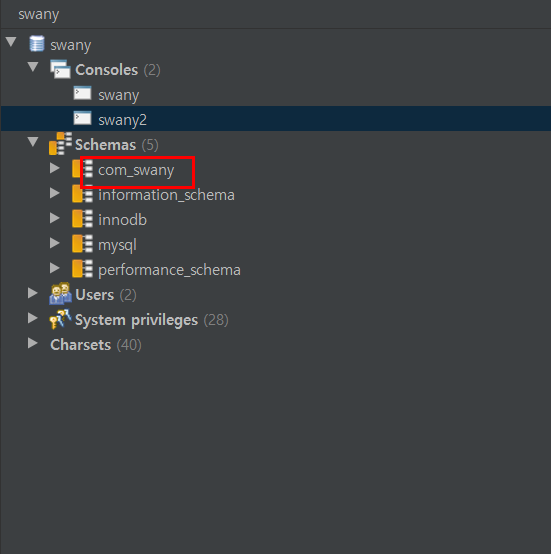 swany
swany
Consoles (2)
swany
swany2
Schemas (5)
com_swany
information_schema
innodb
mysql
performance_schema
Users (2)
System privileges (28)
Charsets (40)